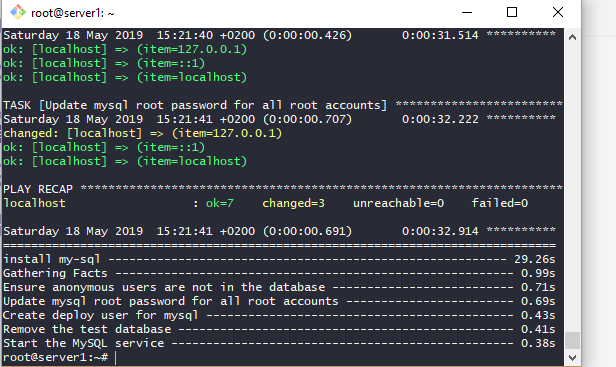 root@server1: ~
Saturday 18 May 2019  15:21:40 +0200 (0:00:00.426)       0:00:31.514 **********
ok: [localhost] => (item=127.0.0.1)
ok: [localhost] => (item=::1)
ok: [localhost] => (item=localhost)
TASK [Update mysql root password for all root accounts] ************************
Saturday 18 May 2019  15:21:41 +0200 (0:00:00.707)       0:00:32.222 **********
changed: [localhost] => (item=127.0.0.1)
ok: [localhost] => (item=::1)
ok: [localhost] => (item=localhost)
PLAY RECAP *********************************************************************
localhost                  : ok=7    changed=3    unreachable=0    failed=0
Saturday 18 May 2019  15:21:41 +0200 (0:00:00.691)       0:00:32.914 **********
===============================================================================
install my-sql --------------------------------------------------------- 29.26s
Gathering Facts --------------------------------------------------------- 0.99s
Ensure anonymous users are not in the database -------------------------- 0.71s
Update mysql root password for all root accounts ------------------------ 0.69s
Create deploy user for mysql -------------------------------------------- 0.43s
Remove the test database ------------------------------------------------ 0.41s
Start the MySQL service ------------------------------------------------- 0.38s
root@server1:~#